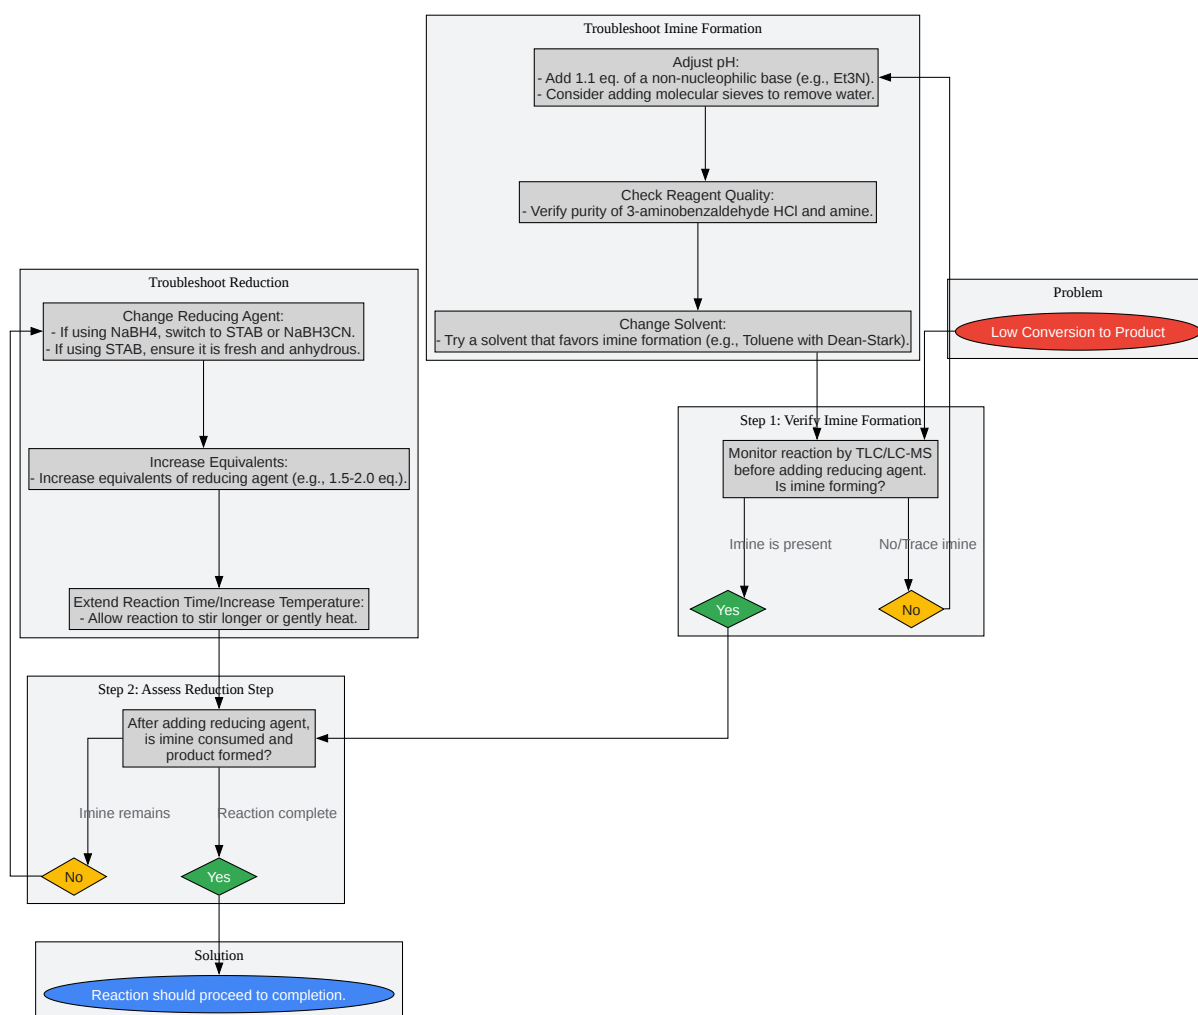 Troubleshoot Imine Formation
Adjust pH:
- Add 1.1 eq. of a non-nucleophilic base (e.g., Et3N).
- Consider adding molecular sieves to remove water.
Check Reagent Quality:
- Verify purity of 3-aminobenzaldehyde HCl and amine.
Change Solvent:
- Try a solvent that favors imine formation (e.g., Toluene with Dean-Stark).
Problem
Low Conversion to Product
Step 1: Verify Imine Formation
Monitor reaction by TLC/LC-MS
before adding reducing agent.
Is imine forming?
Imine is present
No/Trace imine
Yes
No
Troubleshoot Reduction
Change Reducing Agent:
- If using NaBH4, switch to STAB or NaBH3CN.
- If using STAB, ensure it is fresh and anhydrous.
Increase Equivalents:
- Increase equivalents of reducing agent (e.g., 1.5-2.0 eq.).
Extend Reaction Time/Increase Temperature:
- Allow reaction to stir longer or gently heat.
Step 2: Assess Reduction Step
After adding reducing agent,
is imine consumed and
product formed?
Imine remains
Reaction complete
No
Yes
Solution
Reaction should proceed to completion.